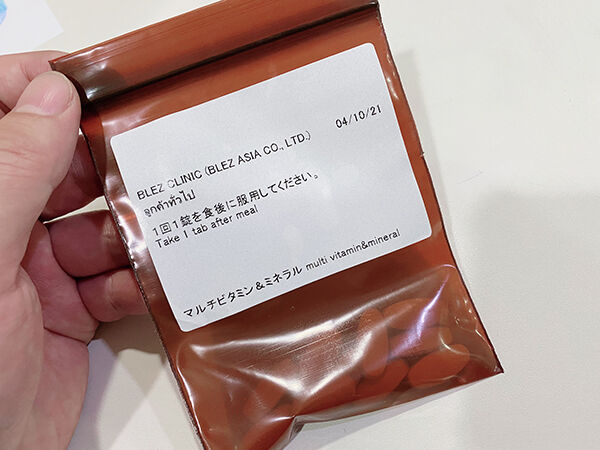 04/10/21
BLEZ CLINIC (BLEZ ASIA CO., LTD.)
ลูกค้าทั่วไป
1回1錠を食後に服用してください。
Take 1 tab after meal
マルチビタミン&ミネラル multi vitamin&mineral